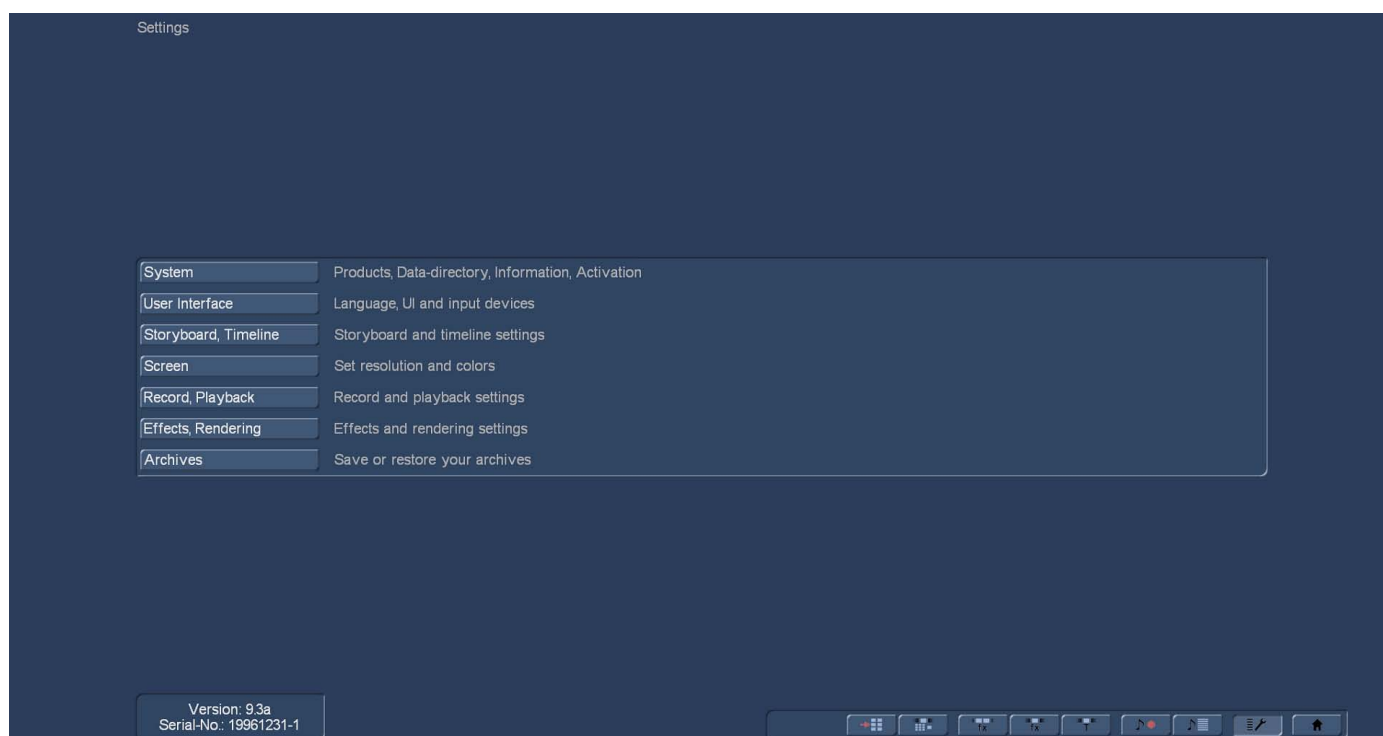 Settings
System Products, Data-directory, Information, Activation
User Interface Language, UI and input devices
Storyboard, Timeline Storyboard and timeline settings
Screen Set resolution and colors
Record, Playback Record and playback settings
Effects, Rendering Effects and rendering settings
Archives Save or restore your archives
Version: 9.3a
Serial-No.: 19961231-1